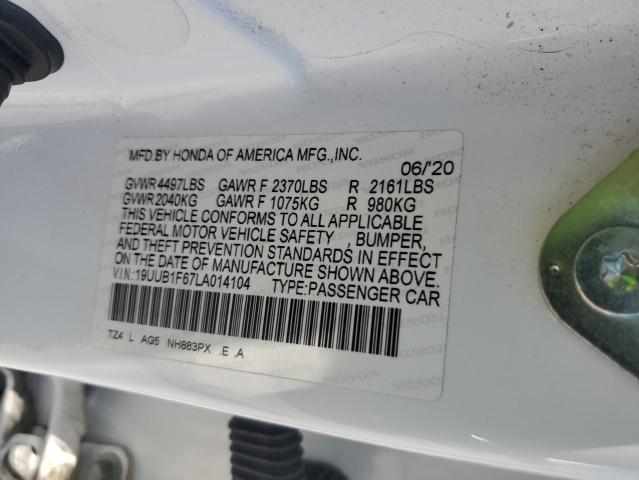 MFD.BY HONDA OF AMERICA MFG.,INC.
06/'20
GVWR 4497LBS GAWR F 2370LBS R 2161LBS
GVWR 2040KG GAWR F 1075KG R 980KG
THIS VEHICLE CONFORMS TO ALL APPLICABLE
FEDERAL MOTOR VEHICLE SAFETY , BUMPER,
AND THEFT PREVENTION STANDARDS IN EFFECT
ON THE DATE OF MANUFACTURE SHOWN ABOVE.
V.I.N:19UUB1F67LA014104 TYPE:PASSENGER CAR
TZ4 L AG5 NH883PX .E .A